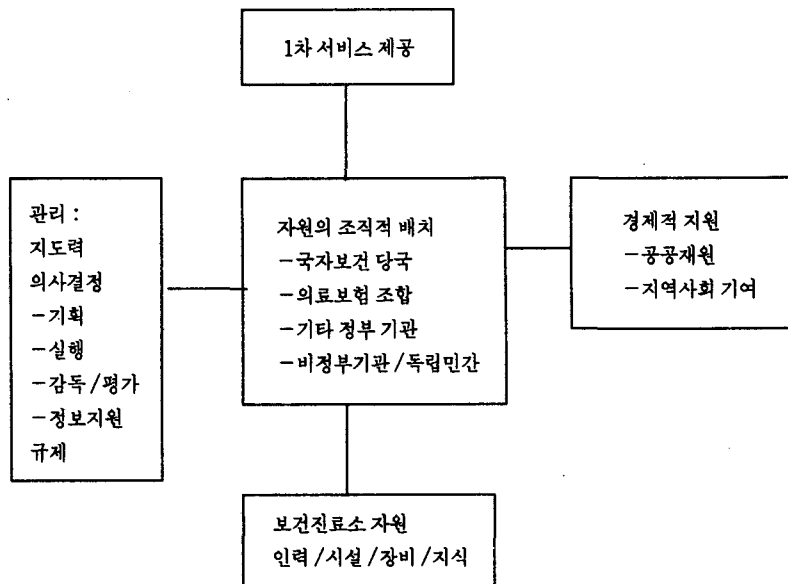 1차 서비스 제공
관리 :
지도력
의사결정
－기획
－실행
－감독/평가
－정보지원
규제
자원의 조직적 배치
－국자보건 당국
－의료보험 조합
－기타 정부 기관
－비정부기관/독립민간
경제적 지원
－공공재원
－지역사회 기여
보건진료소 자원
인력/시설/장비/지식